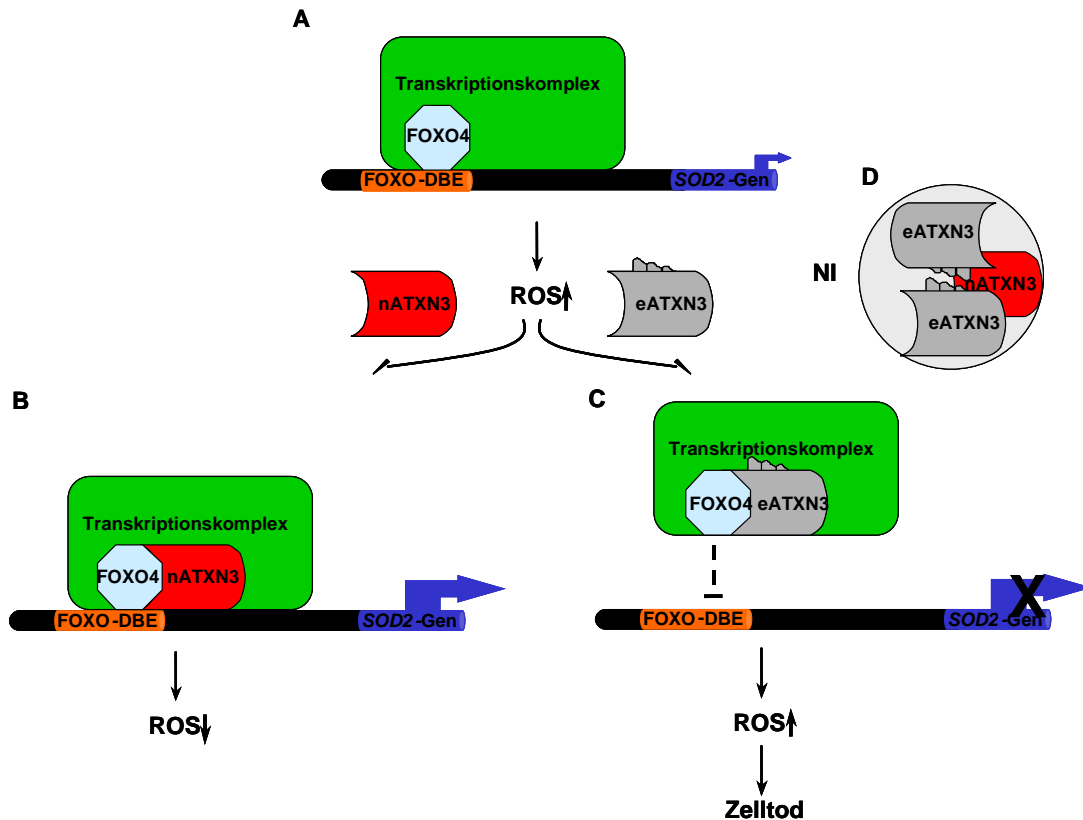 A
Transkriptionskomplex
FOXO4
FOXO-DBE
SOD2-Gen
D
eATXN3
NI
nATXN3
eATXN3
nATXN3
ROS
eATXN3
B
Transkriptionskomplex
FOXO4 nATXN3
FOXO-DBE
SOD2-Gen
ROS
C
Transkriptionskomplex
FOXO4 eATXN3
FOXO-DBE
SOD2-Gen
X
ROS
Zelltod